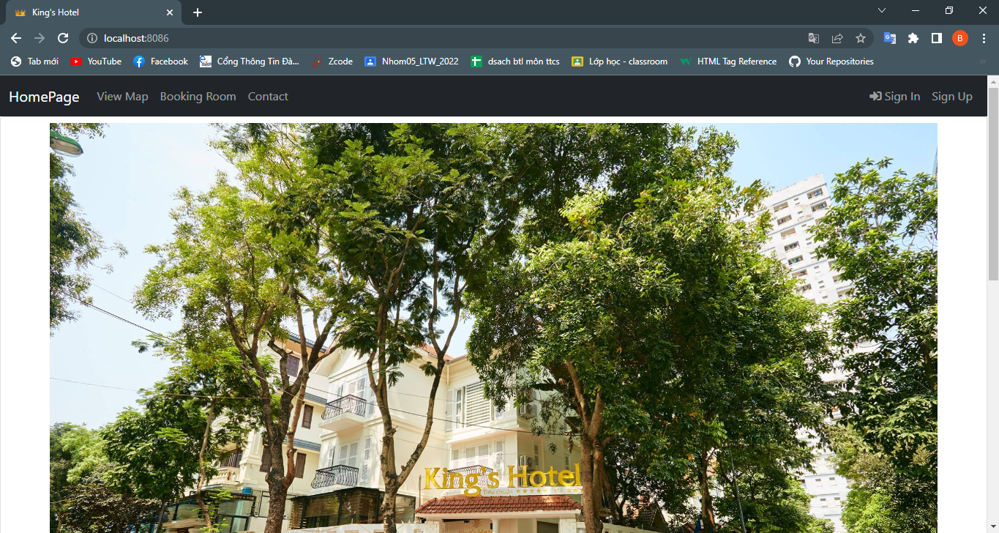 King's Hotel
localhost:8086
Tab mới YouTube Facebook Cổng Thông Tin Đà... Zcode Nhom05_LTW_2022 dsach btl môn ttcs Lớp học - classroom HTML Tag Reference Your Repositories
B
HomePage View Map Booking Room Contact Sign In Sign Up
King's Hotel
Tiêu chuẩn